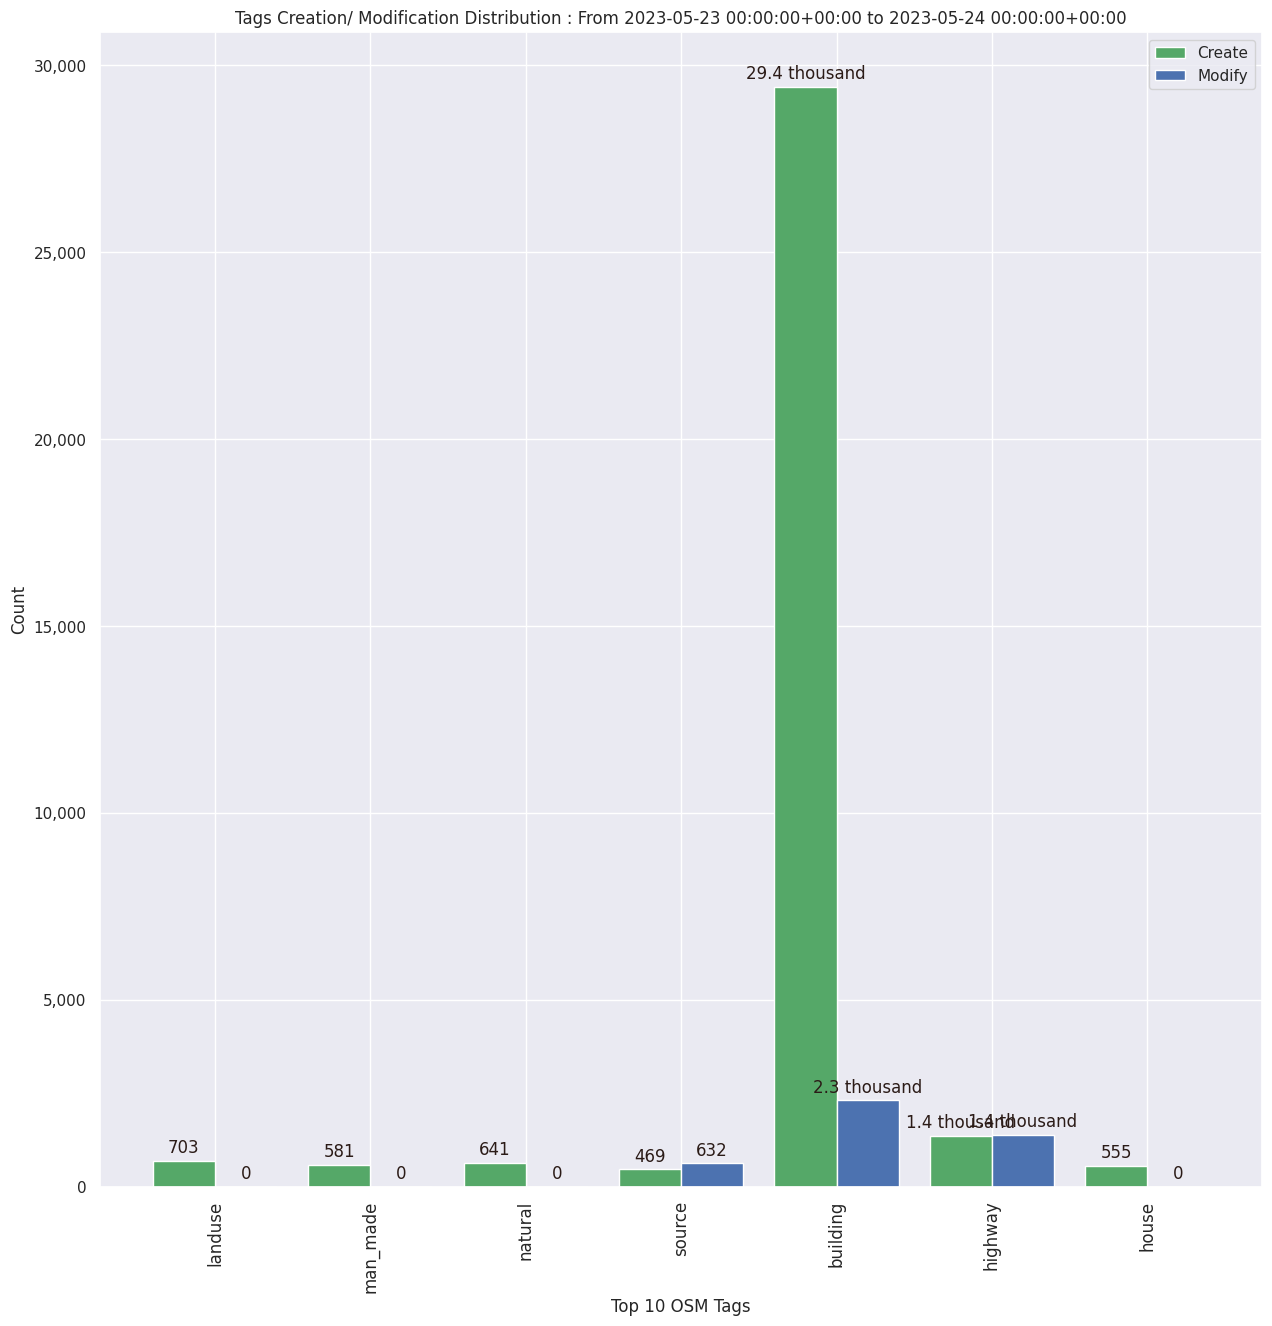 Tags Creation/ Modification Distribution : From 2023-05-23 00:00:00+00:00 to 2023-05-24 00:00:00+00:00
Create
Modify
30,000
25,000
20,000
15,000
10,000
5,000
0
Count
29.4 thousand
2.3 thousand
1.4 thousand
1.4 thousand
703
0
581
0
641
0
469
632
555
0
landuse
man_made
natural
source
building
highway
house
Top 10 OSM Tags